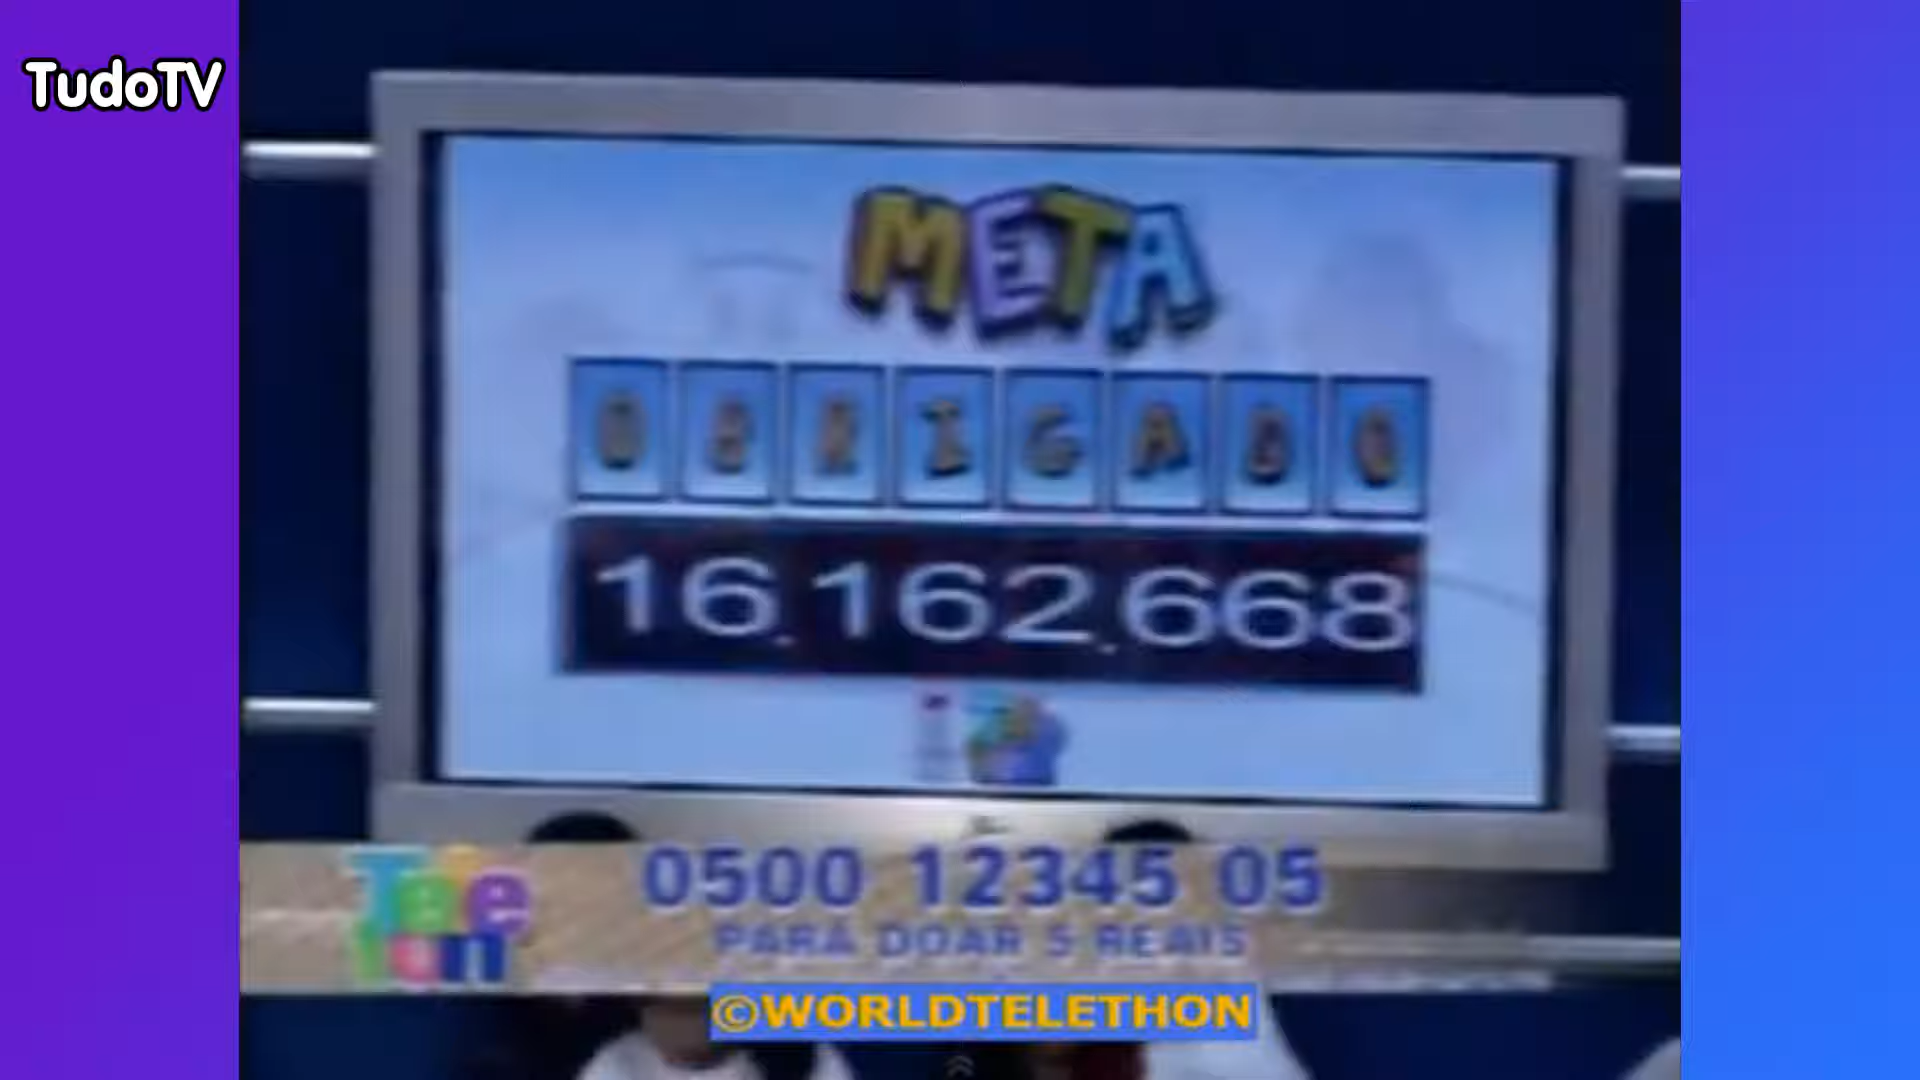 TudoTV
META
OBRIGADO
16.162.668
Teleton
0500 12345 05
PARA DOAR 5 REAIS
©WORLDTELETHON